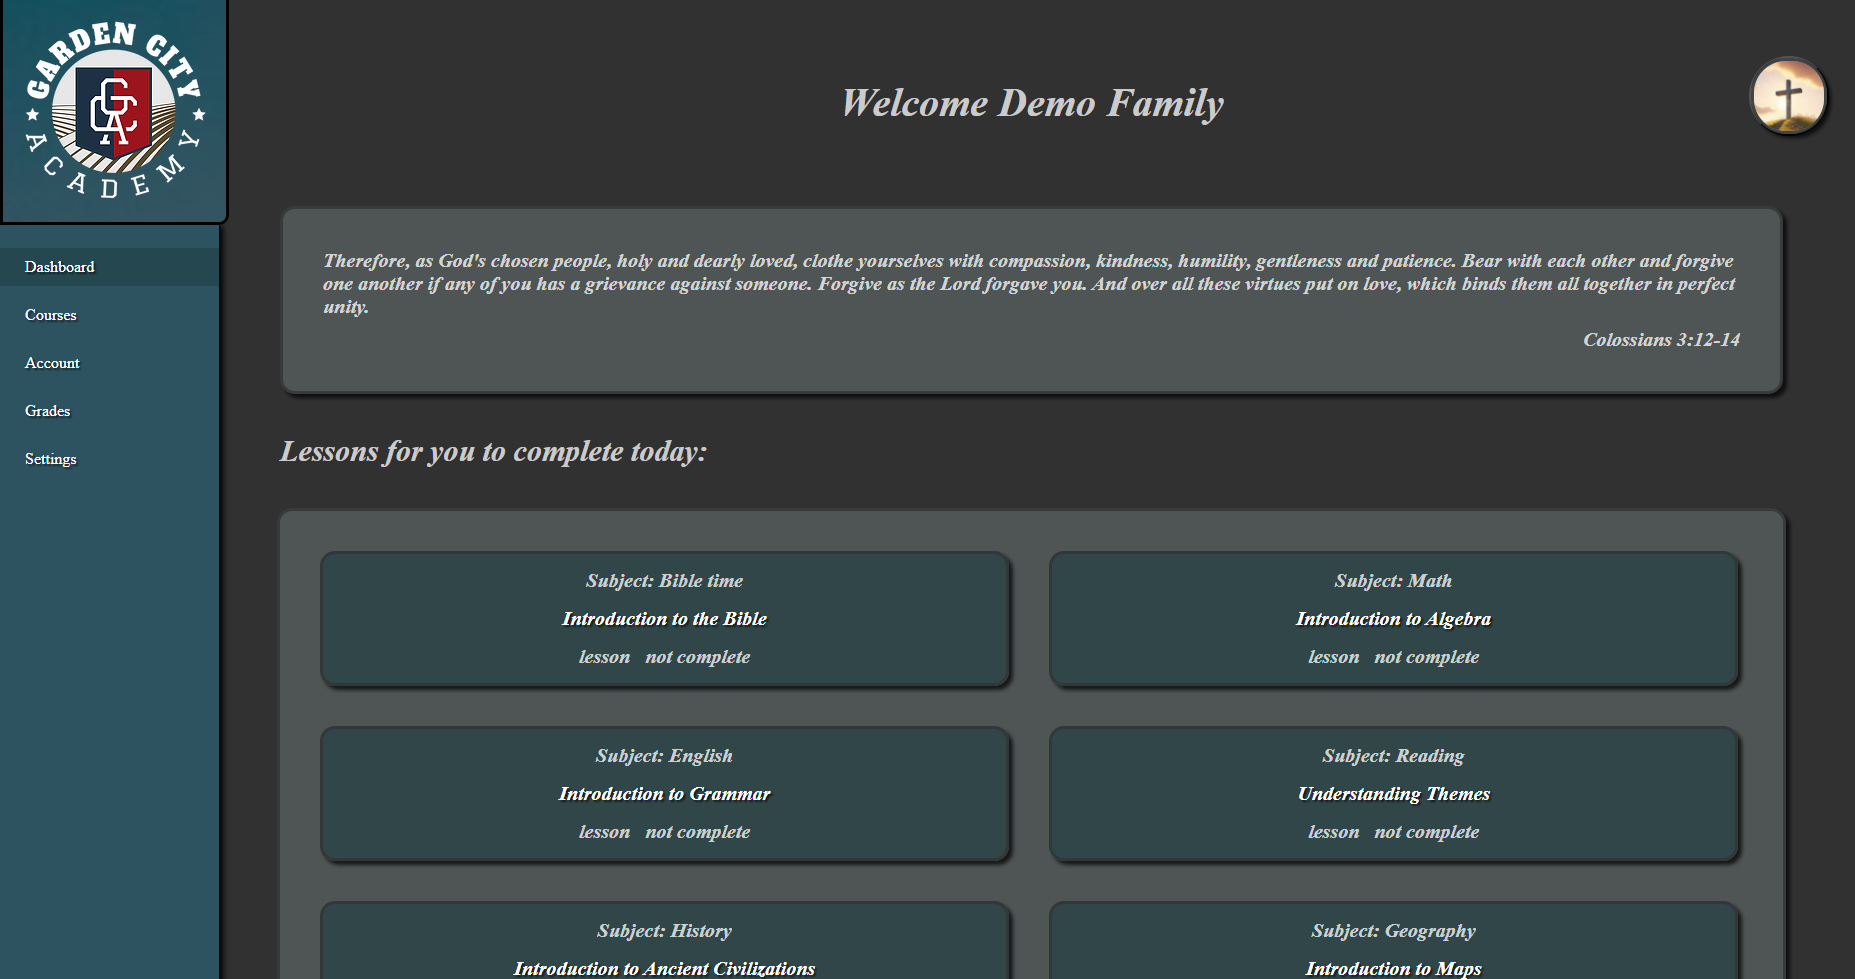 GARDEN CITY
ACADEMY
GCA
Welcome Demo Family
Dashboard
Courses
Account
Grades
Settings
Therefore, as God's chosen people, holy and dearly loved, clothe yourselves with compassion, kindness, humility, gentleness and patience. Bear with each other and forgive
one another if any of you has a grievance against someone. Forgive as the Lord forgave you. And over all these virtues put on love, which binds them all together in perfect
unity.
Colossians 3:12-14
Lessons for you to complete today:
Subject: Bible time
Introduction to the Bible
lesson not complete
Subject: Math
Introduction to Algebra
lesson not complete
Subject: English
Introduction to Grammar
lesson not complete
Subject: Reading
Understanding Themes
lesson not complete
Subject: History
Introduction to Ancient Civilizations
Subject: Geography
Introduction to Maps